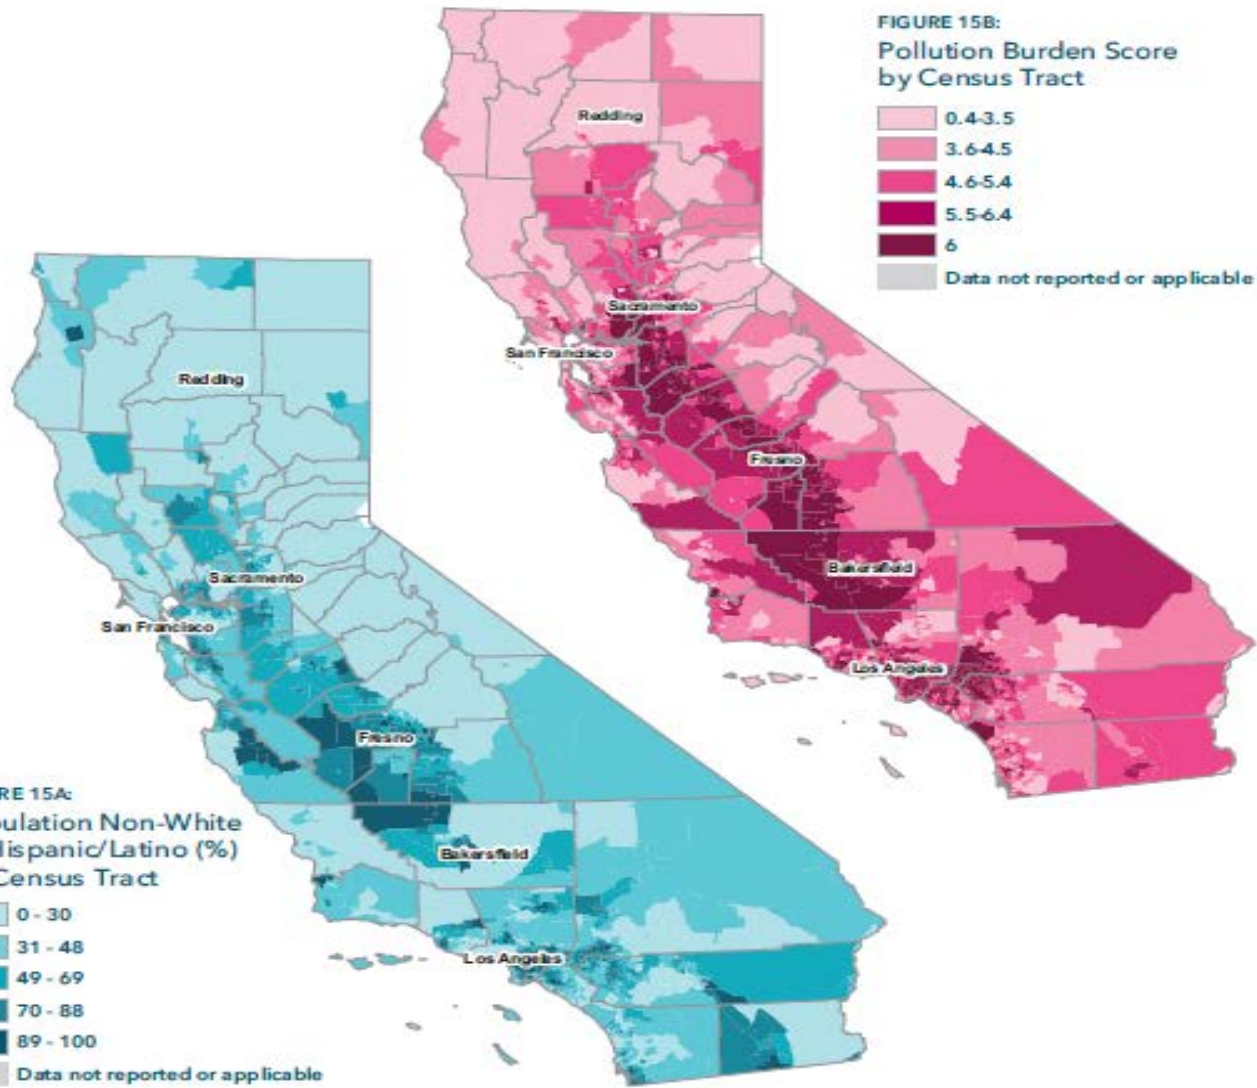 FIGURE 15B:
Pollution Burden Score
by Census Tract
0.4-3.5
3.6-4.5
4.6-5.4
5.5-6.4
6
Data not reported or applicable
Redding
Sacramento
San Francisco
Fresno
Bakersfield
Los Angeles
Redding
Sacramento
San Francisco
Fresno
Bakersfield
Los Angeles
RE 15A:
ulation Non-White
Hispanic/Latino (%)
Census Tract
0 - 30
31 - 48
49 - 69
70 - 88
89 - 100
Data not reported or applicable